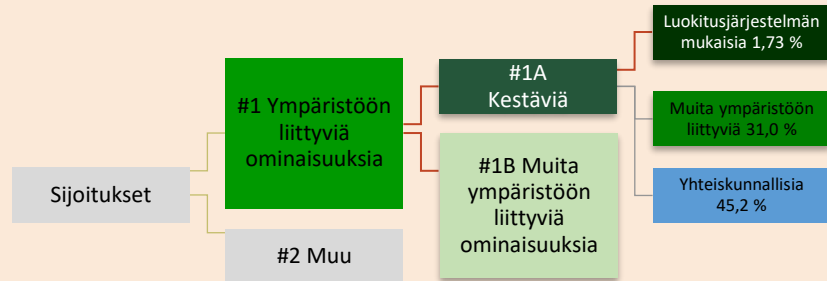 Sijoitukset
#1 Ympäristöön
liittyviä
ominaisuuksia
#2 Muu
#1A
Kestäviä
#1B Muita
ympäristöön
liittyviä
ominaisuuksia
Luokitusjärjestelmän
mukaisia 1,73 %
Muita ympäristöön
liittyviä 31,0 %
Yhteiskunnallisia
45,2 %